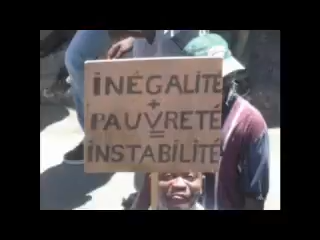 INÉGALITÉ
+
PAUVRETÉ
=
INSTABILITÉ